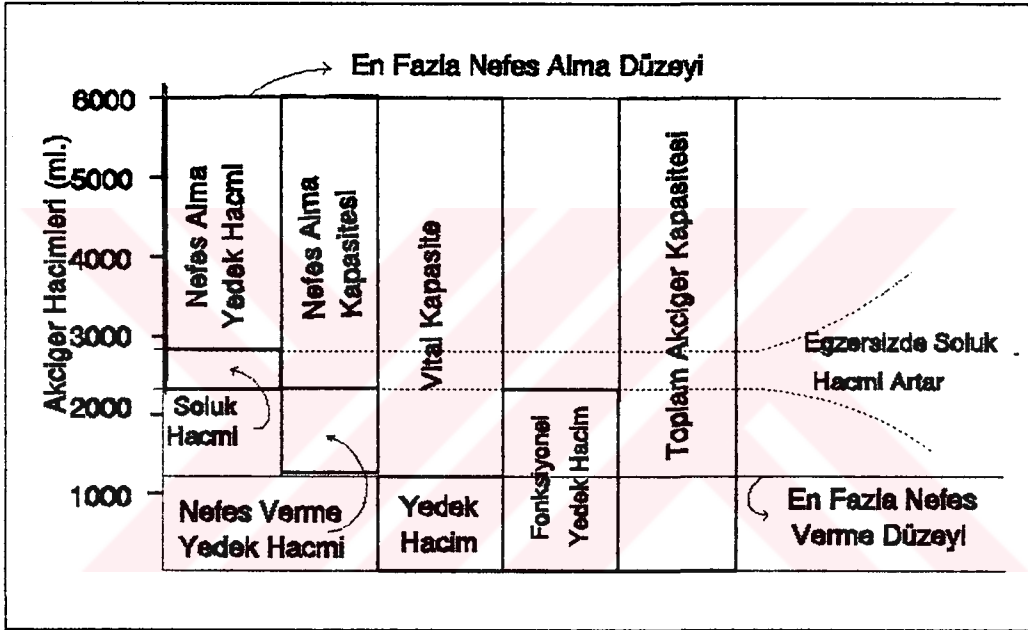 En Fazla Nefes Alma Düzeyi
Akciger Hacimleri (ml.)
6000
5000
4000
3000
2000
1000
Nefes Alma
Yedek Hacmi
Nefes Alma
Kapasitesi
Vital Kapasite
Toplam Akciger Kapasitesi
Egzersizde Soluk
Hacmi Artar
Soluk
Hacmi
Fonksiyonel
Yedek Hacim
Nefes Verme
Yedek Hacmi
Yedek
Hacim
En Fazla Nefes
Verme Düzeyi